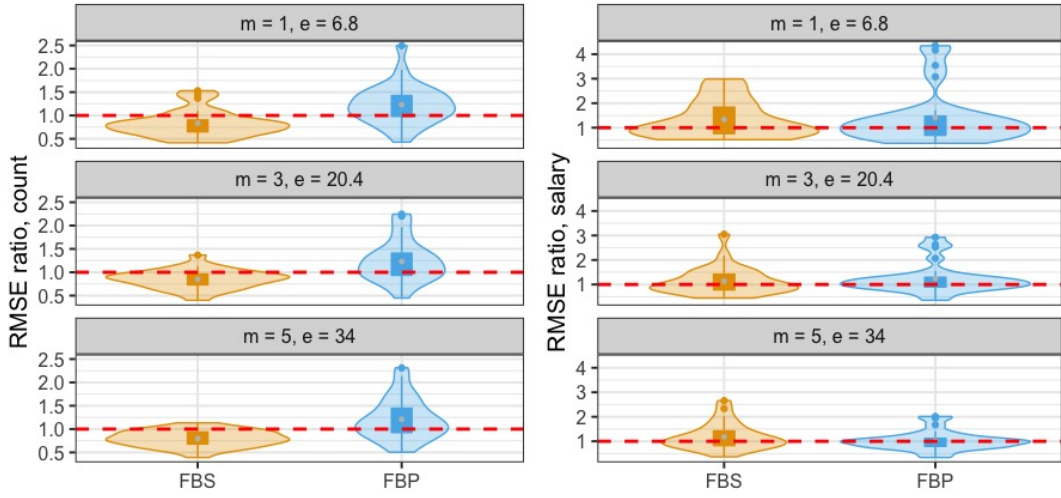 RMSE ratio, count
m = 1, e = 6.8
2.5
2.0
1.5
1.0
0.5
m = 3, e = 20.4
2.5
2.0
1.5
1.0
0.5
m = 5, e = 34
2.5
2.0
1.5
1.0
0.5
FBS FBP
RMSE ratio, salary
m = 1, e = 6.8
4
3
2
1
m = 3, e = 20.4
4
3
2
1
m = 5, e = 34
4
3
2
1
FBS FBP